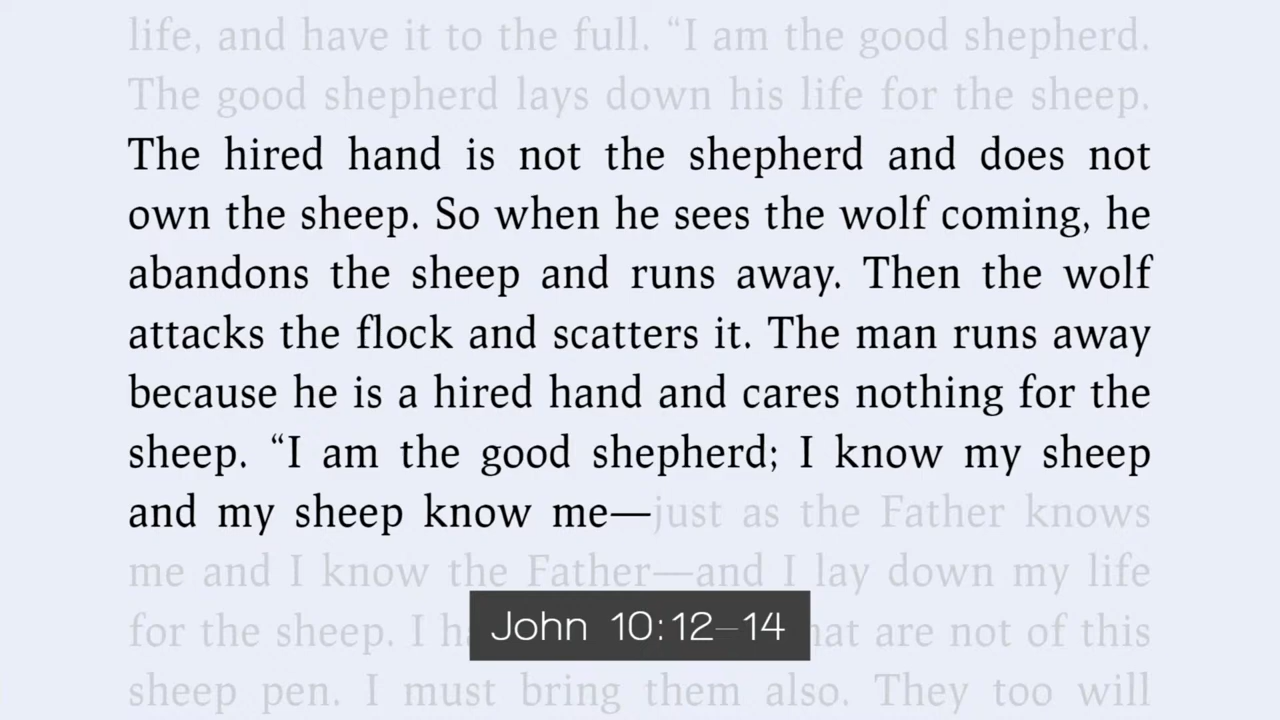 life, and have it to the full. “I am the good shepherd.
The good shepherd lays down his life for the sheep.
The hired hand is not the shepherd and does not
own the sheep. So when he sees the wolf coming, he
abandons the sheep and runs away. Then the wolf
attacks the flock and scatters it. The man runs away
because he is a hired hand and cares nothing for the
sheep. “I am the good shepherd; I know my sheep
and my sheep know me—just as the Father knows
me and I know the Father—and I lay down my life
for the sheep. I are not of this
John 10:12–14
sheep pen. I must bring them also. They too will